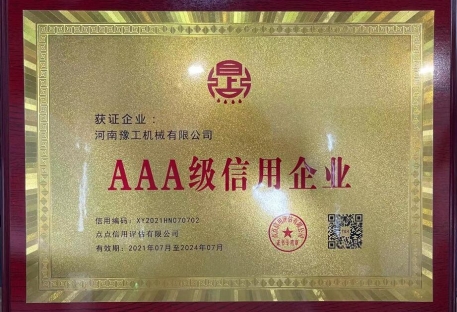 获证企业：
河南豫工机械有限公司
AAA级信用企业
信用编码：XY2021HN070702
点点信用评估有限公司
有效期：2021年07月至2024年07月